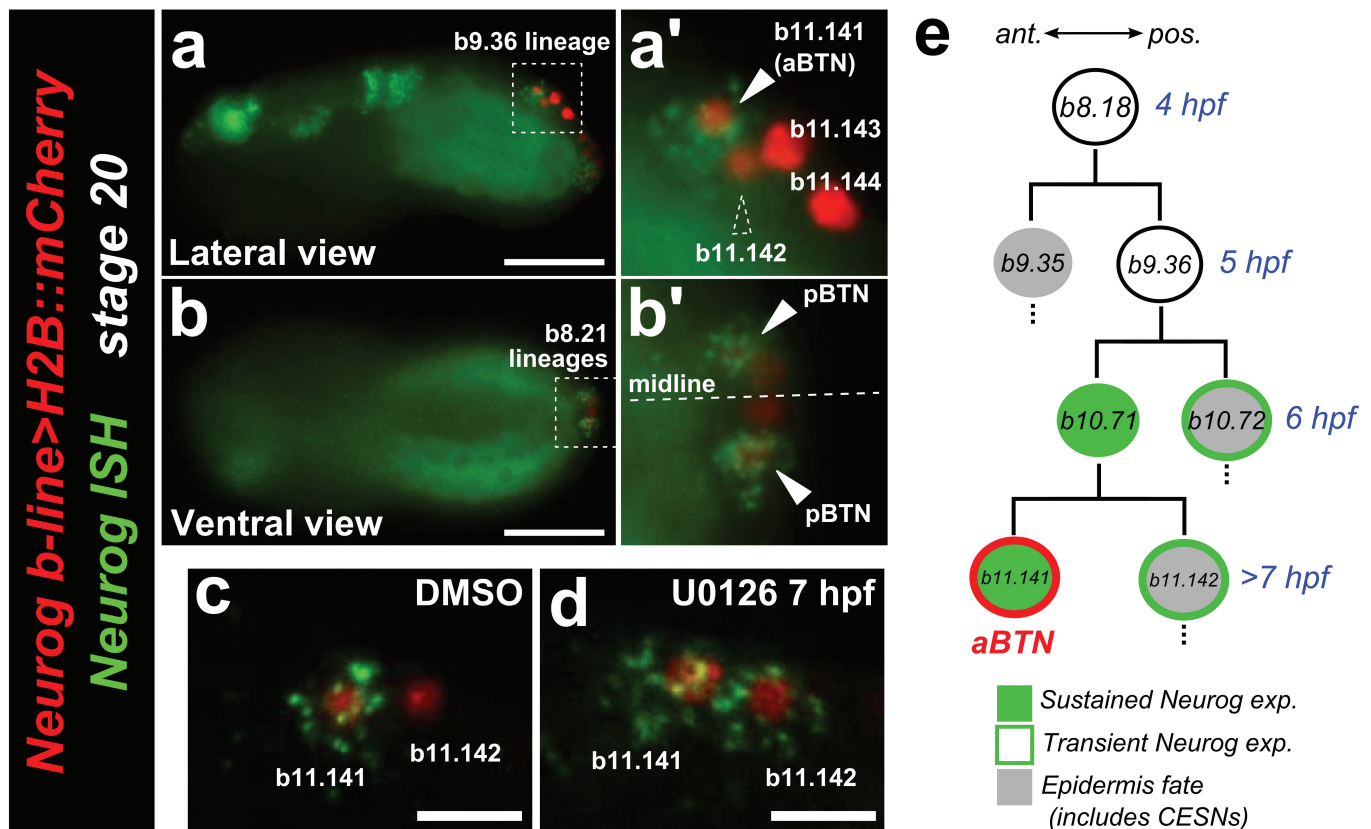 Neurog b-line>H2B::mCherry
Neurog ISH stage 20
a
b9.36 lineage
Lateral view
a'
b11.141
(aBTN)
b11.143
b11.144
b11.142
b
b8.21
lineages
Ventral view
b'
pBTN
midline
pBTN
c
DMSO
b11.141
b11.142
d
U0126 7 hpf
b11.141
b11.142
e
ant.
pos.
b8.18
4 hpf
b9.35
b9.36
5 hpf
b10.71
b10.72
6 hpf
b11.141
b11.142
>7 hpf
aBTN
Sustained Neurog exp.
Transient Neurog exp.
Epidermis fate
(includes CESNs)